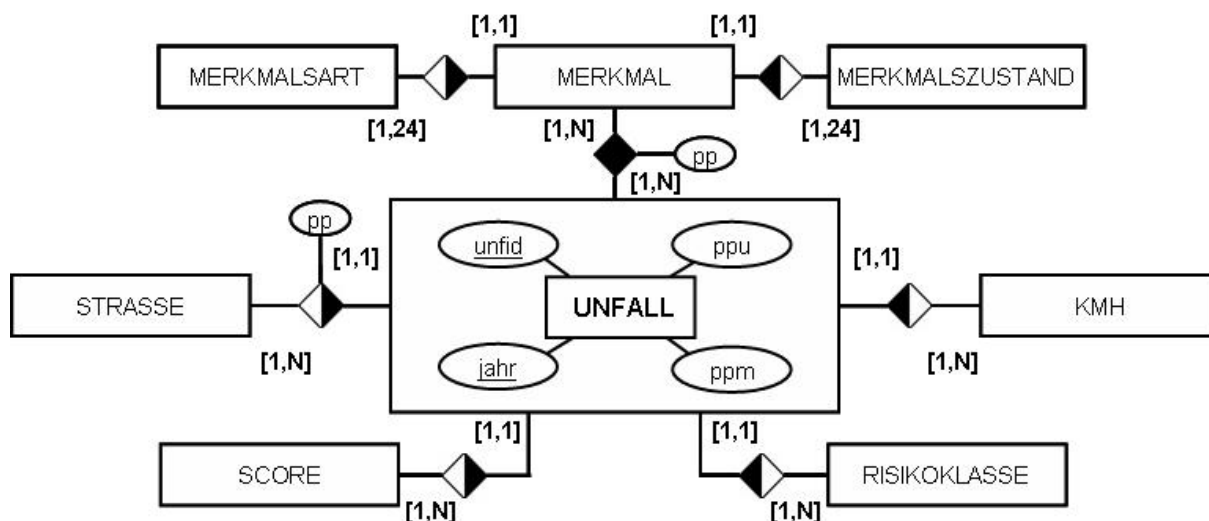 [1,1] [1,1]
MERKMALSART MERKMAL MERKMALSZUSTAND
[1,24] [1,N] [1,24]
pp
[1,N]
pp
unfid ppu
[1,1] [1,1]
STRASSE UNFALL KMH
[1,N] [1,N]
jahr ppm
[1,1] [1,1]
SCORE RISIKOKLASSE
[1,N] [1,N]